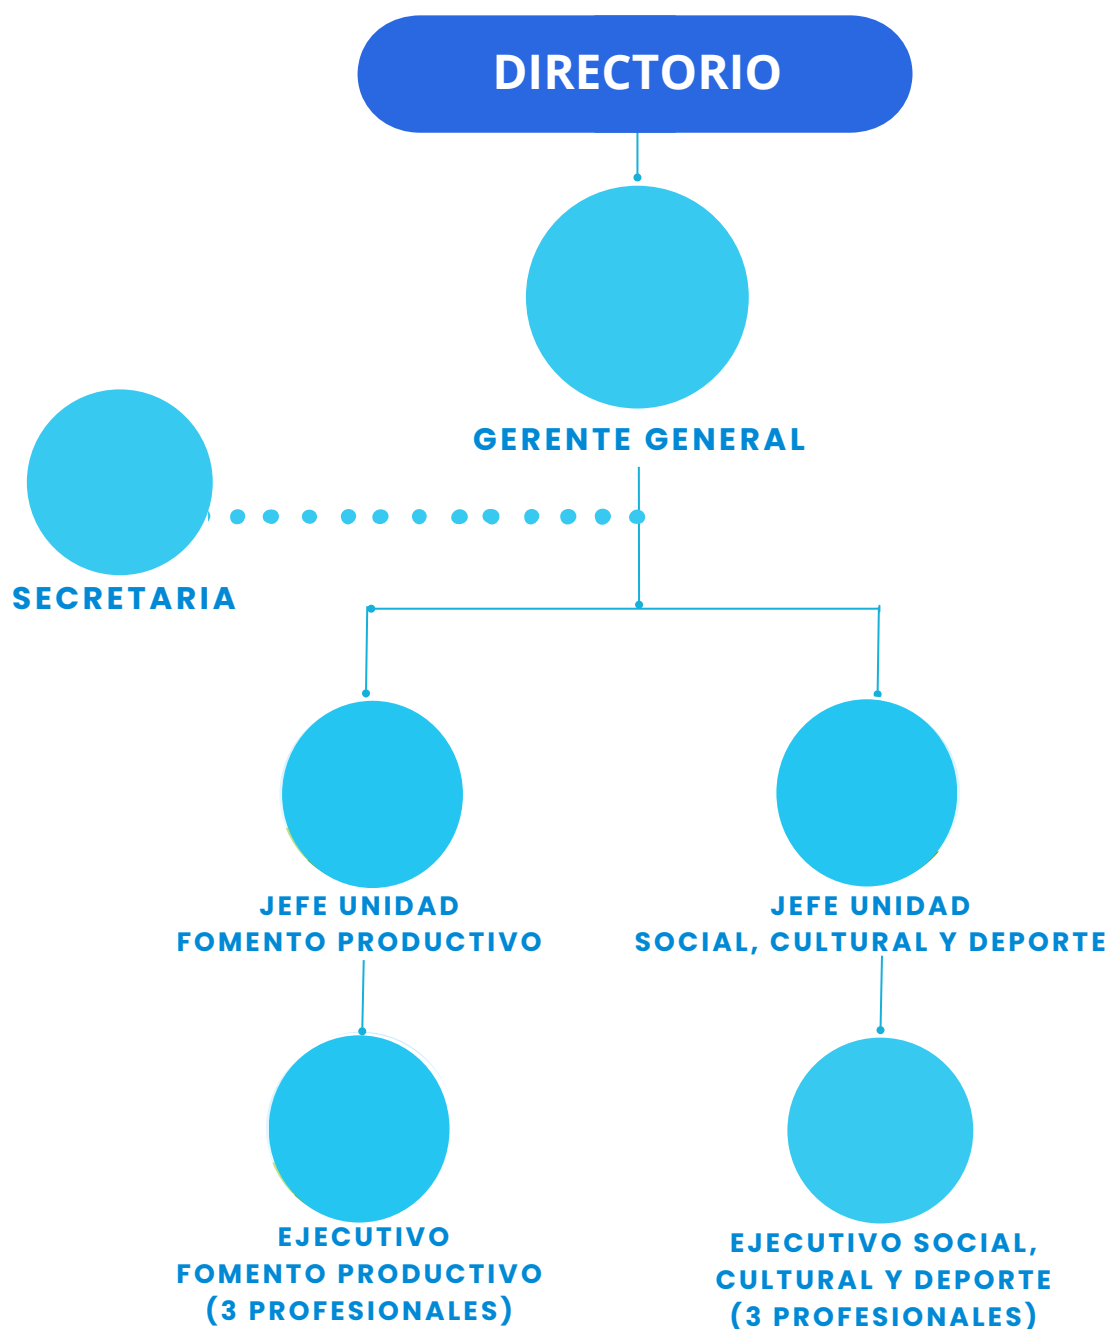 DIRECTORIO
GERENTE GENERAL
SECRETARIA
JEFE UNIDAD
FOMENTO PRODUCTIVO
JEFE UNIDAD
SOCIAL, CULTURAL Y DEPORTE
EJECUTIVO
FOMENTO PRODUCTIVO
(3 PROFESIONALES)
EJECUTIVO SOCIAL,
CULTURAL Y DEPORTE
(3 PROFESIONALES)